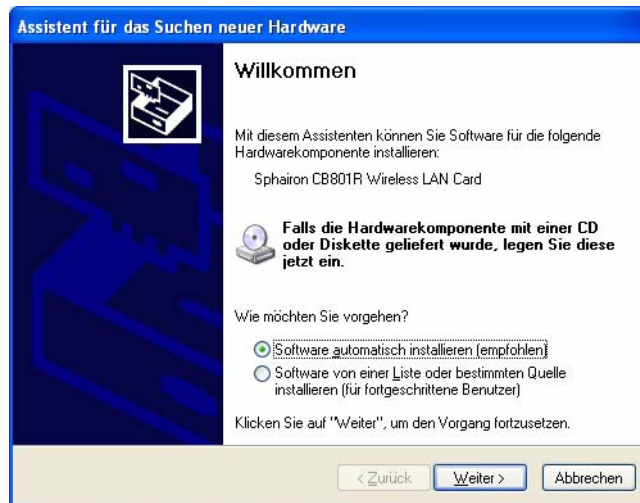 Assistent für das Suchen neuer Hardware
Willkommen
Mit diesem Assistenten können Sie Software für die folgende
Hardwarekomponente installieren:
Sphairon CB801R Wireless LAN Card
Falls die Hardwarekomponente mit einer CD
oder Diskette geliefert wurde, legen Sie diese
jetzt ein.
Wie möchten Sie vorgehen?
Software automatisch installieren (empfohlen)
Software von einer Liste oder bestimmten Quelle
installieren (für fortgeschrittene Benutzer)
Klicken Sie auf "Weiter", um den Vorgang fortzusetzen.
< Zurück Weiter > Abbrechen